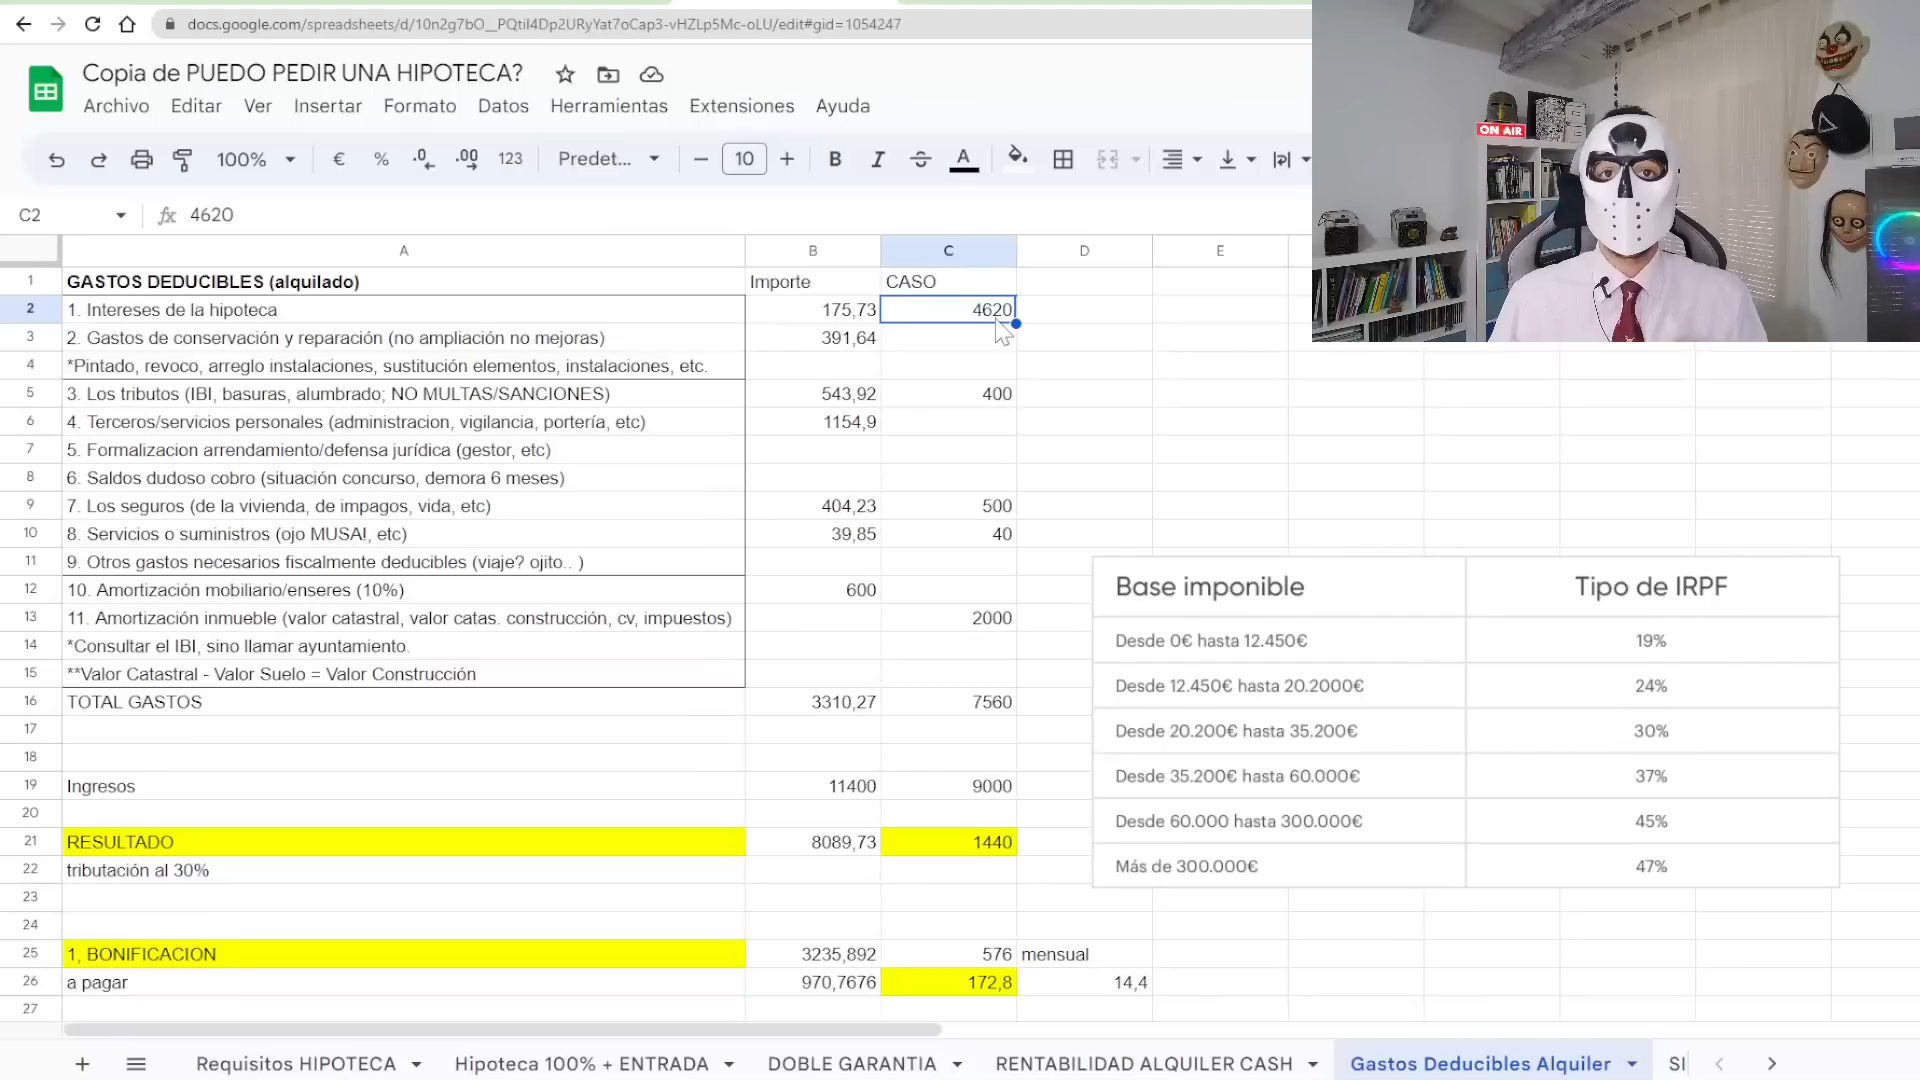 docs.google.com/spreadsheets/d/10n2g7bO__PQtiI4Dp2URyYat7oCap3-vHZLp5Mc-oLU/edit#gid=1054247
Copia de PUEDO PEDIR UNA HIPOTECA?
Archivo Editar Ver Insertar Formato Datos Herramientas Extensiones Ayuda
100% € % .0 .00 123 Predet... 10 B I S A
ON AIR
C2 fx 4620
A B C D E
1 GASTOS DEDUCIBLES (alquilado) Importe CASO
2 1. Intereses de la hipoteca 175,73 4620
3 2. Gastos de conservación y reparación (no ampliación no mejoras) 391,64
4 *Pintado, revoco, arreglo instalaciones, sustitución elementos, instalaciones, etc.
5 3. Los tributos (IBI, basuras, alumbrado; NO MULTAS/SANCIONES) 543,92 400
6 4. Terceros/servicios personales (administracion, vigilancia, portería, etc) 1154,9
7 5. Formalizacion arrendamiento/defensa jurídica (gestor, etc)
8 6. Saldos dudoso cobro (situación concurso, demora 6 meses)
9 7. Los seguros (de la vivienda, de impagos, vida, etc) 404,23 500
10 8. Servicios o suministros (ojo MUSA!, etc) 39,85 40
11 9. Otros gastos necesarios fiscalmente deducibles (viaje? ojito.. )
12 10. Amortización mobiliario/enseres (10%) 600
13 11. Amortización inmueble (valor catastral, valor catas. construcción, cv, impuestos) 2000
14 *Consultar el IBI, sino llamar ayuntamiento.
15 **Valor Catastral - Valor Suelo = Valor Construcción
16 TOTAL GASTOS 3310,27 7560
17
18
19 Ingresos 11400 9000
20
21 RESULTADO 8089,73 1440
22 tributación al 30%
23
24
25 1, BONIFICACION 3235,892 576 mensual
26 a pagar 970,7676 172,8 14,4
27
Base imponible Tipo de IRPF
Desde 0€ hasta 12.450€ 19%
Desde 12.450€ hasta 20.2000€ 24%
Desde 20.200€ hasta 35.200€ 30%
Desde 35.200€ hasta 60.000€ 37%
Desde 60.000 hasta 300.000€ 45%
Más de 300.000€ 47%
Requisitos HIPOTECA Hipoteca 100% + ENTRADA DOBLE GARANTIA RENTABILIDAD ALQUILER CASH Gastos Deducibles Alquiler SI